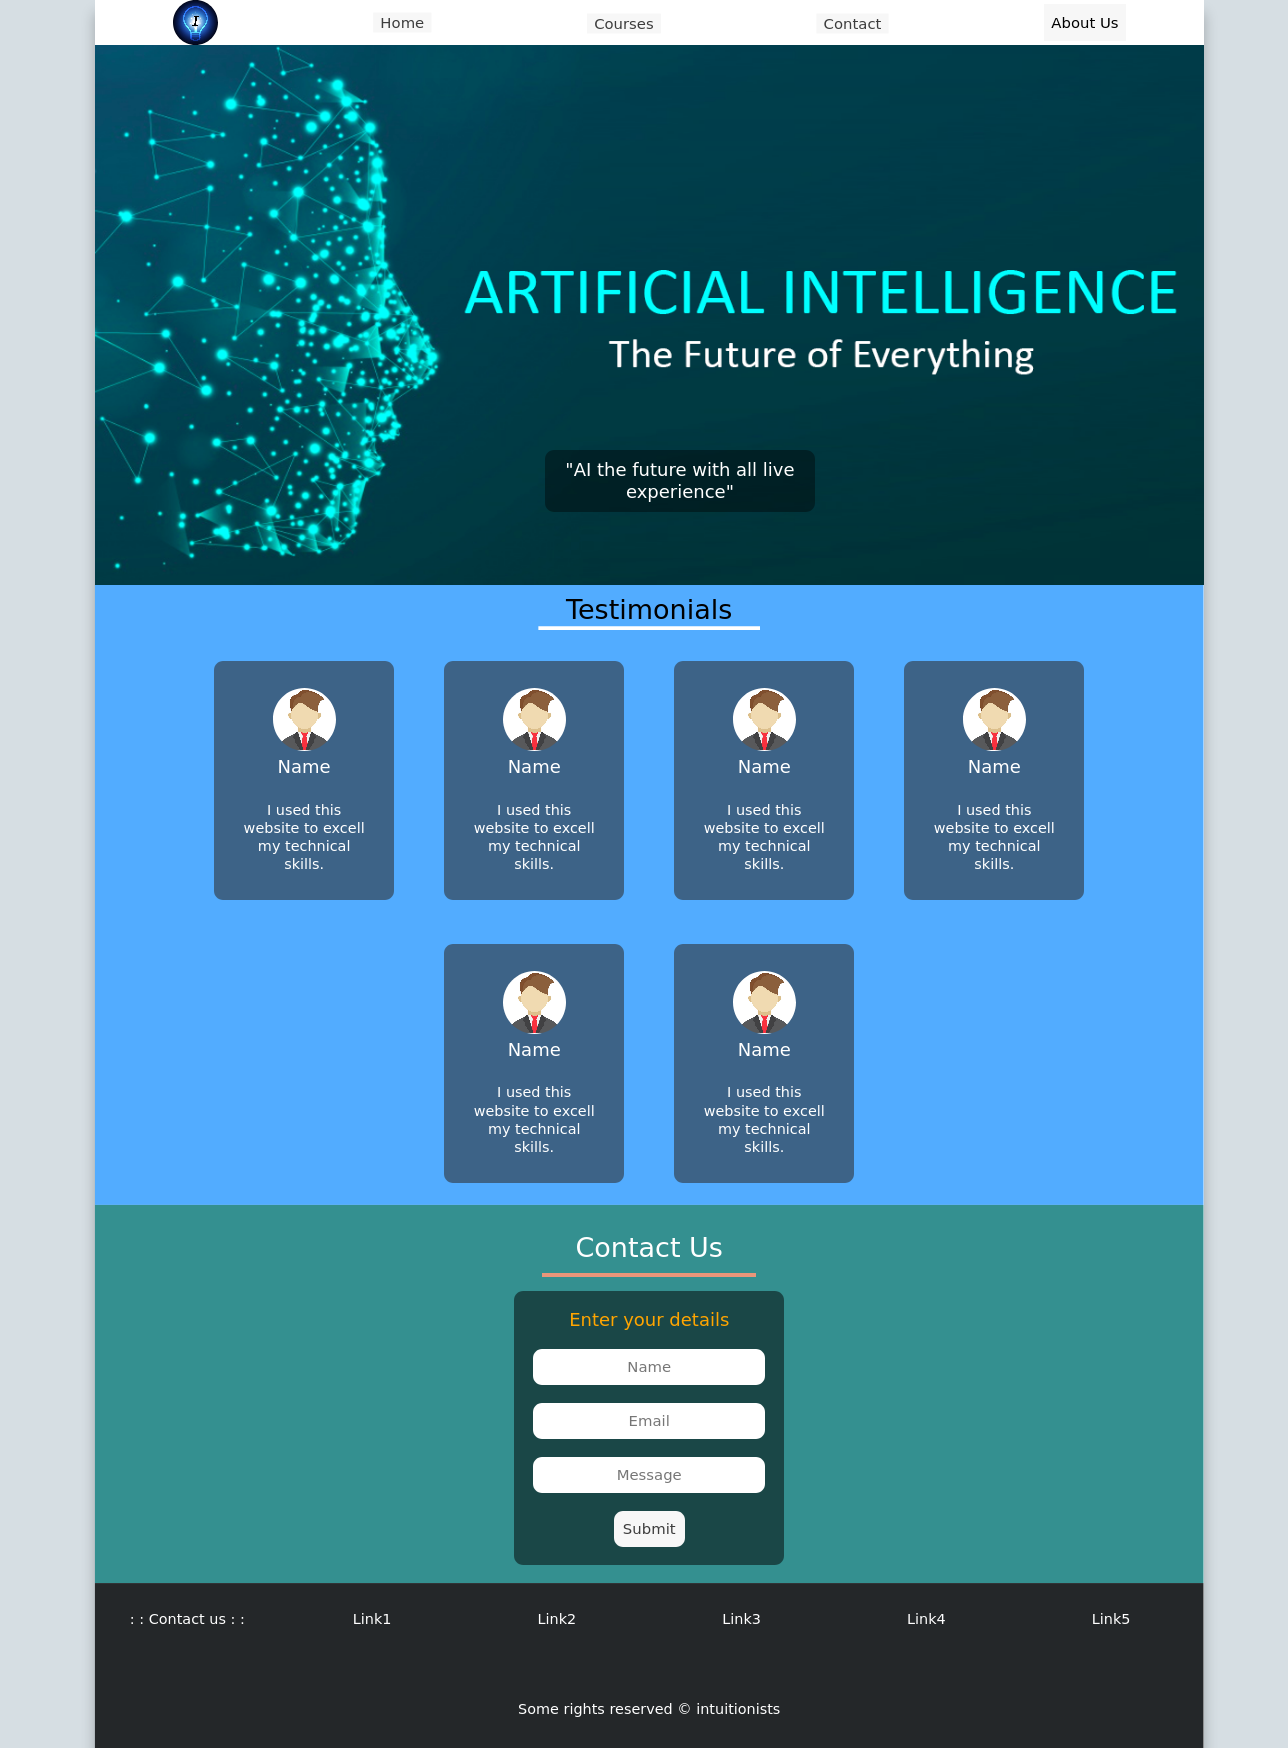 I
Home
Courses
Contact
About Us
ARTIFICIAL INTELLIGENCE
The Future of Everything
"AI the future with all live
experience"
Testimonials
Name
I used this
website to excell
my technical
skills.
Name
I used this
website to excell
my technical
skills.
Name
I used this
website to excell
my technical
skills.
Name
I used this
website to excell
my technical
skills.
Name
I used this
website to excell
my technical
skills.
Name
I used this
website to excell
my technical
skills.
Contact Us
Enter your details
Name
Email
Message
Submit
: : Contact us : :
Link1
Link2
Link3
Link4
Link5
Some rights reserved © intuitionists